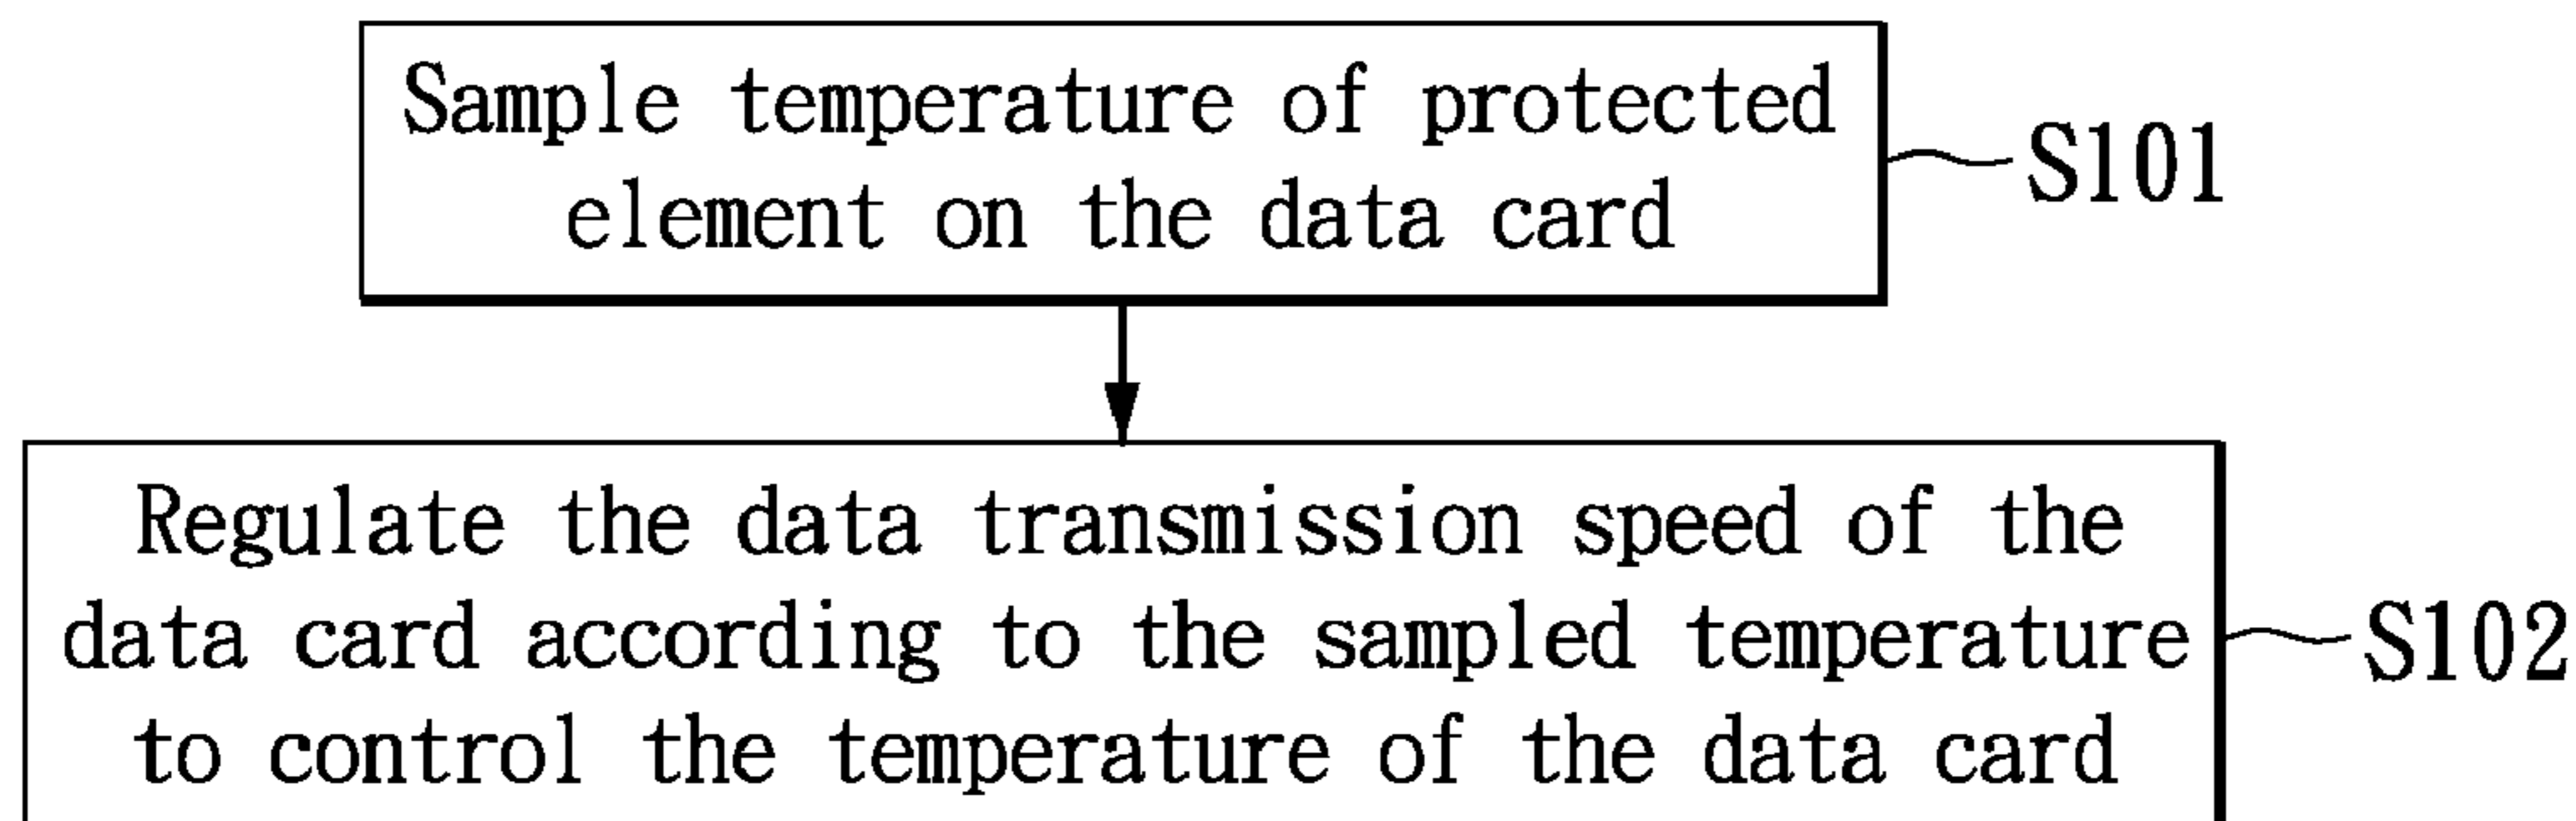 Sample temperature of protected
element on the data card
S101
Regulate the data transmission speed of the
data card according to the sampled temperature
to control the temperature of the data card
S102